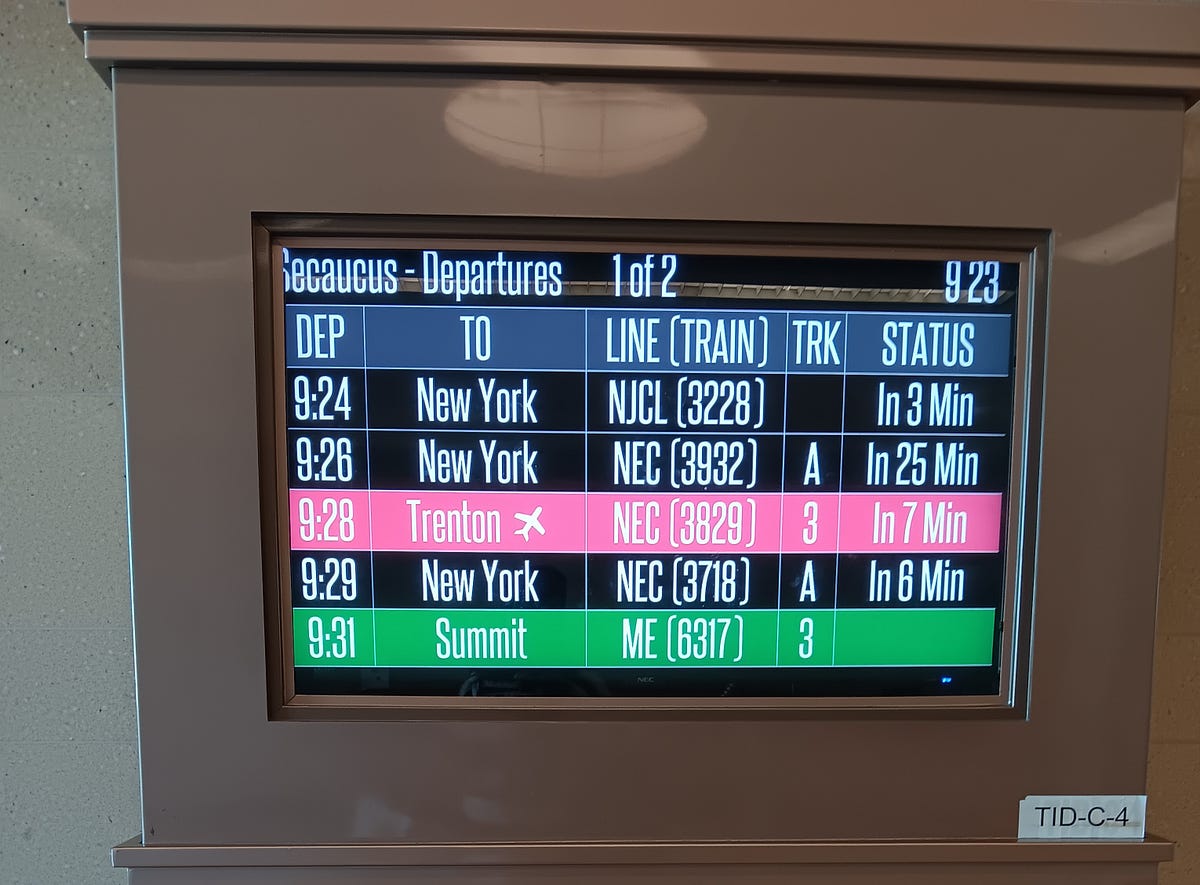 Secaucus - Departures 1 of 2 9 23
DEP TO LINE (TRAIN) TRK STATUS
9:24 New York NJCL (3228) In 3 Min
9:26 New York NEC (3932) A In 25 Min
9:28 Trenton NEC (3829) 3 In 7 Min
9:29 New York NEC (3718) A In 6 Min
9:31 Summit ME (6317) 3
NEC
TID-C-4